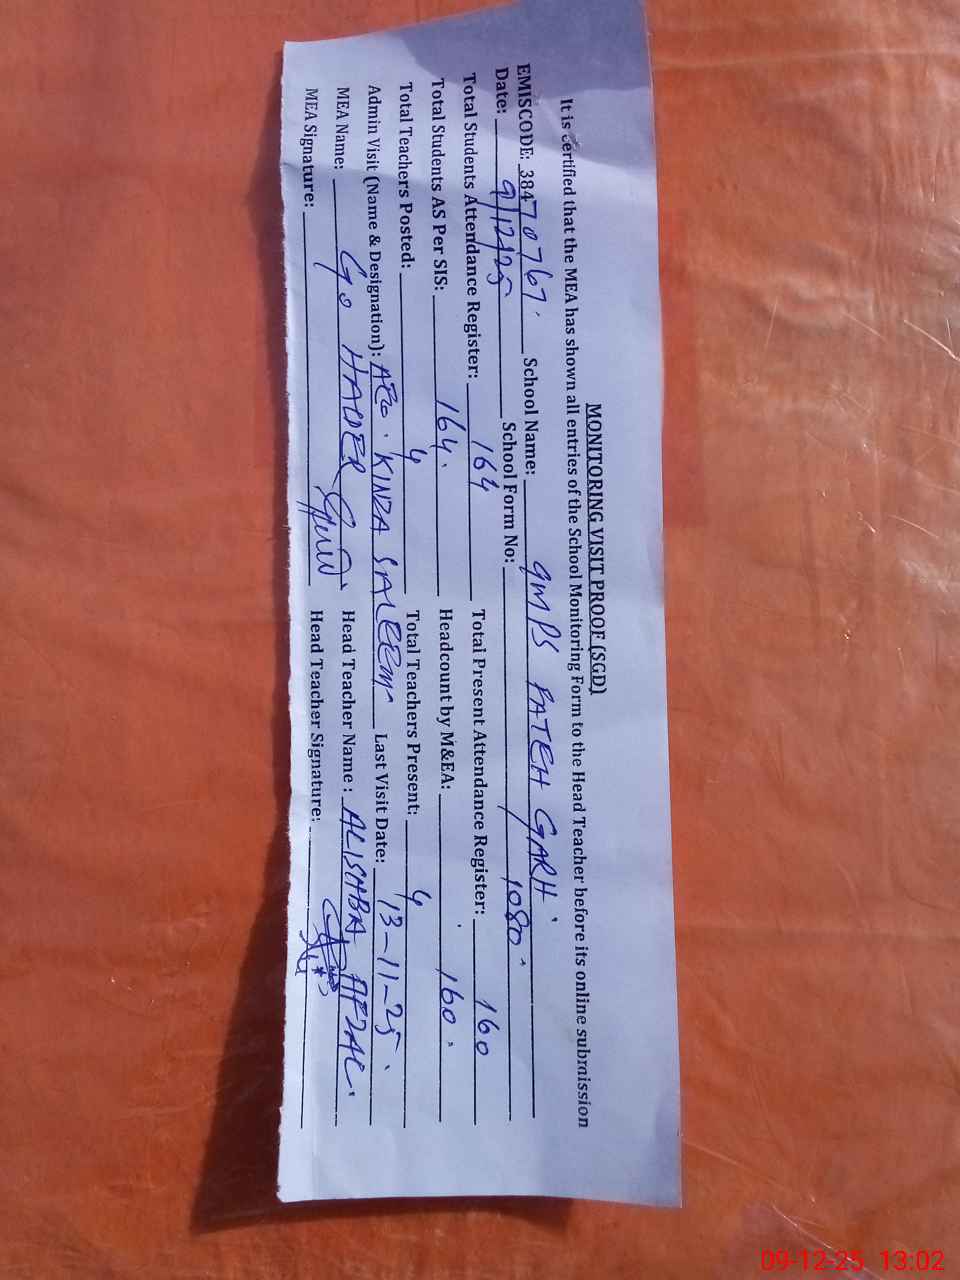 MONITORING VISIT PROOF (SGD)
It is certified that the MEA has shown all entries of the School Monitoring Form to the Head Teacher before its online submission
EMISCODE: 38470767. School Name: GMPS FATEH GARH.
Date: 9/12/25 School Form No: 1080.
Total Students Attendance Register: 164 Total Present Attendance Register: 160
Total Students AS Per SIS: 164. Headcount by M&EA: 160.
Total Teachers Posted: 4 Total Teachers Present: 4
Admin Visit (Name & Designation): AEO. KINZA SALEEM Last Visit Date: 13-11-25.
MEA Name: HAIDER Head Teacher Name: ALISHBA AFZAL.
MEA Signature: Head Teacher Signature:
09-12-25 13:02